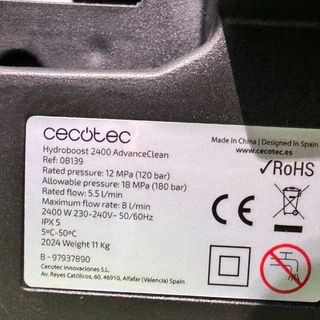 cecotec
Made In China | Designed In Spain
www.cecotec.es
Hydroboost 2400 AdvanceClean
Ref: 08139
Rated pressure: 12 MPa (120 bar)
Allowable pressure: 18 MPa (180 bar)
Rated flow: 5.5 l/min
Maximum flow rate: 8 l/min
2400 W 230-240V~ 50/60Hz
IPX 5
5ºC-50ºC
2024 Weight 11 Kg
B - 97937890
Cecotec Innovaciones S.L.
Av. Reyes Católicos, 60, 46910, Alfafar (Valencia) Spain
✓RoHS
CE